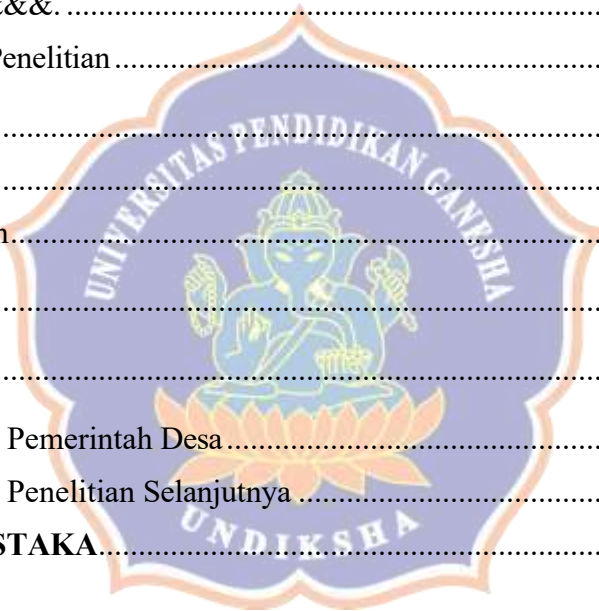 &&. ........................................................................
Penelitian ........................................................................
........................................................................
UNIVERSITAS PENDIDIKAN GANESHA
........................................................................
........................................................................
........................................................................
........................................................................
Pemerintah Desa ........................................................................
Penelitian Selanjutnya ........................................................................
UNDIKSHA
STAKA ........................................................................